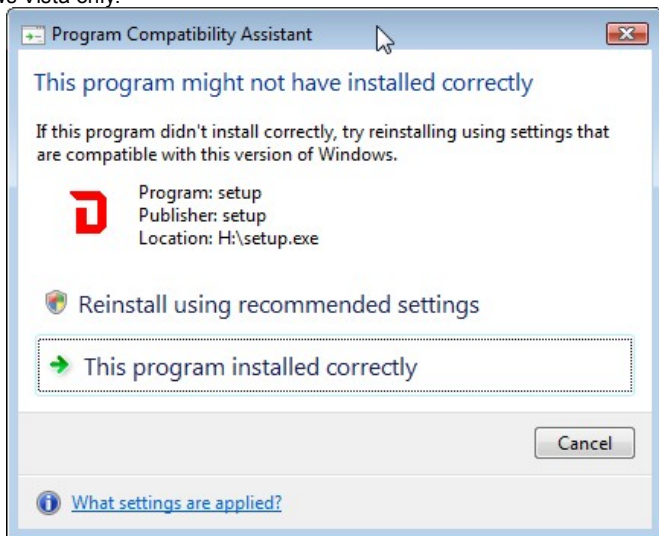 Vista only.
Program Compatibility Assistant
This program might not have installed correctly
If this program didn't install correctly, try reinstalling using settings that
are compatible with this version of Windows.
Program: setup
Publisher: setup
Location: H:\setup.exe
Reinstall using recommended settings
This program installed correctly
Cancel
What settings are applied?